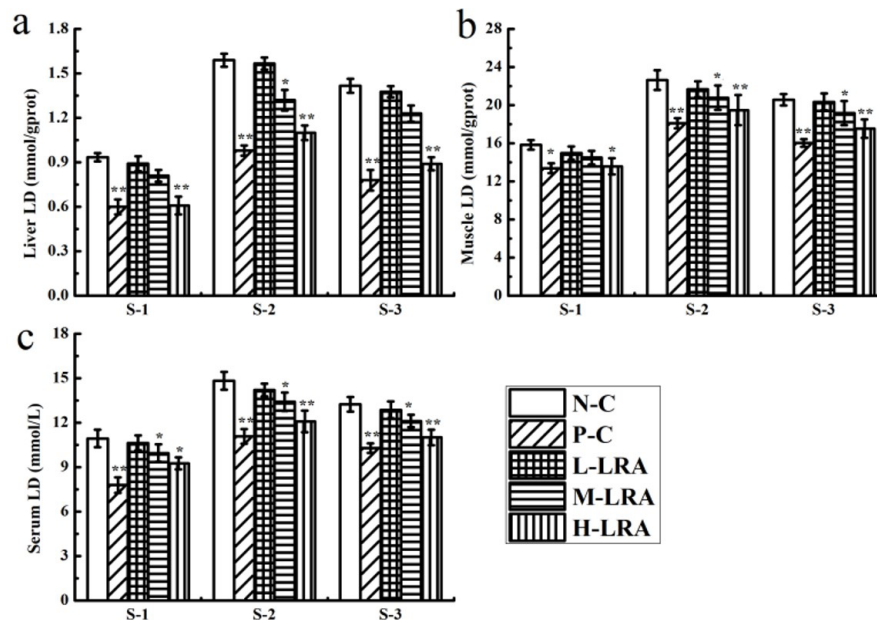 a
1.8
1.5
1.2
0.9
0.6
0.3
0.0
Liver LD (mmol/gprot)
**
**
*
**
**
**
**
S-1
S-2
S-3
b
28
24
20
16
12
8
4
0
Muscle LD (mmol/gprot)
*
*
**
*
**
**
*
**
S-1
S-2
S-3
c
18
15
12
9
6
3
0
Serum LD (mmol/L)
**
*
*
**
*
**
**
*
**
S-1
S-2
S-3
N-C
P-C
L-LRA
M-LRA
H-LRA